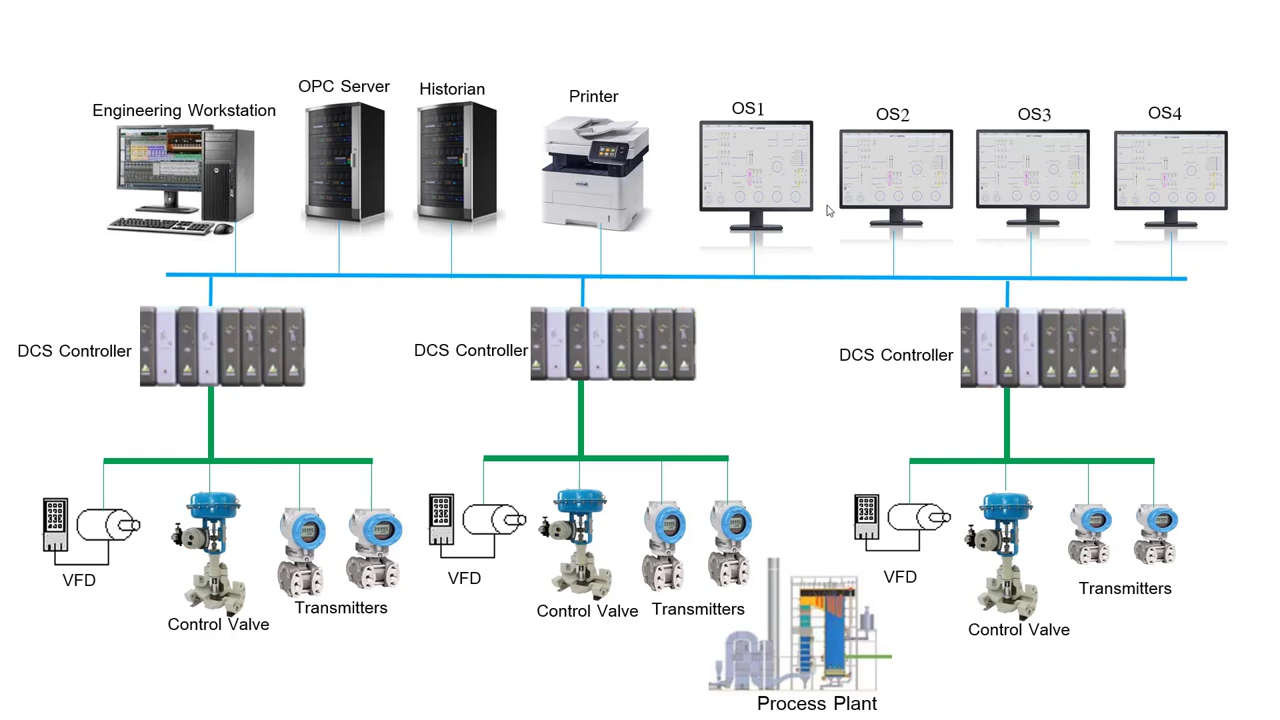 OPC Server
Historian
Printer
Engineering Workstation
OS1
OS2
OS3
OS4
DCS Controller
DCS Controller
DCS Controller
VFD
Control Valve
Transmitters
VFD
Control Valve
Transmitters
VFD
Control Valve
Transmitters
Process Plant